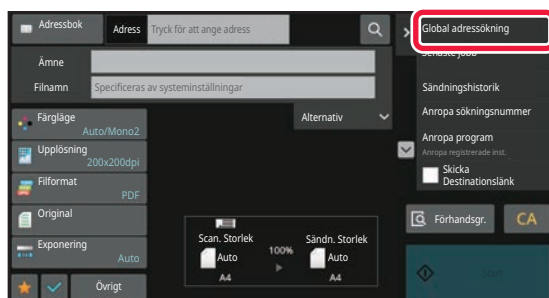 Adressbok
Adress
Tryck för att ange adress
Ämne
Filnamn
Specificeras av systeminställningar
Färgläge
Auto/Mono2
Upplösning
200x200dpi
Filformat
PDF
Original
Exponering
Auto
Övrigt
Alternativ
Scan. Storlek
Auto
A4
100%
Sändn. Storlek
Auto
A4
Global adressökning
Senaste jobb
Sändningshistorik
Anropa sökningsnummer
Anropa program
Anropa registrerade inst.
Skicka
Destinationslänk
Förhandsgr.
CA
Start